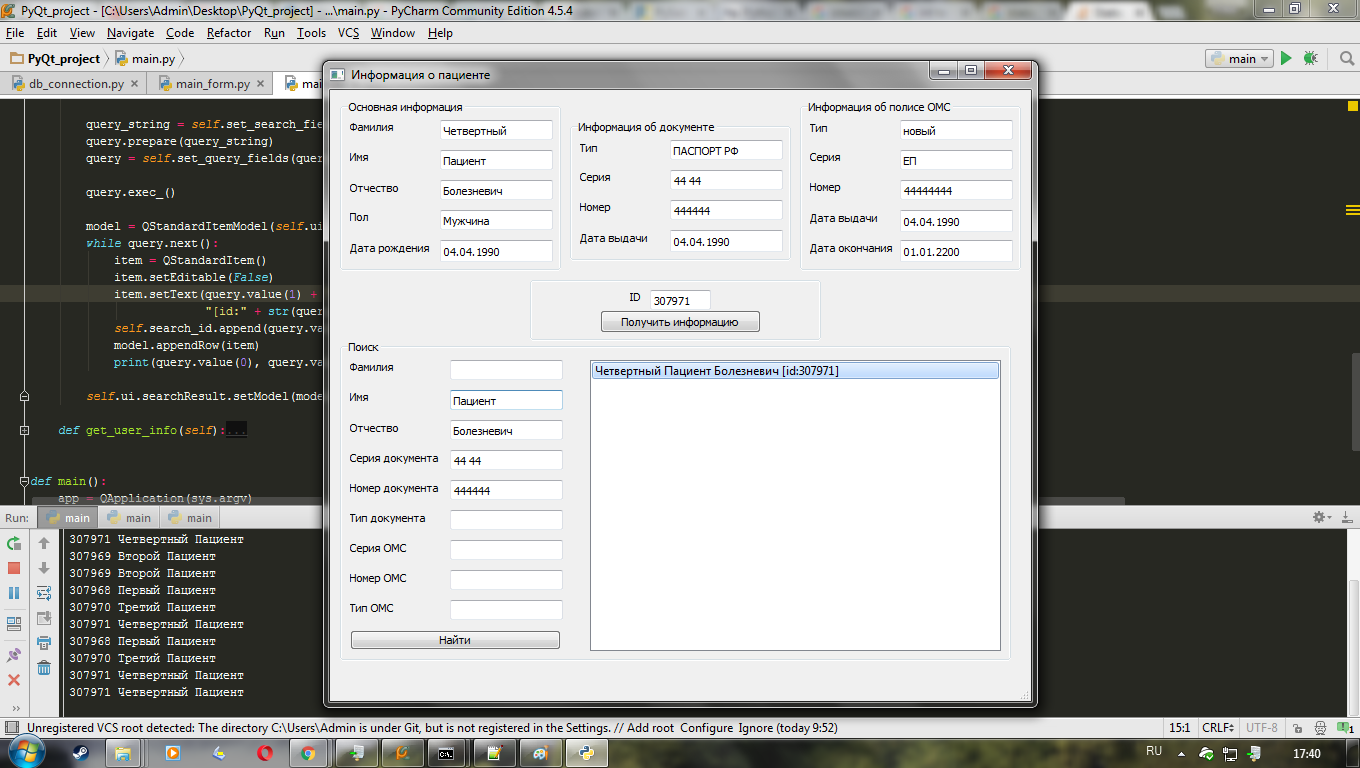 PyQt_project - [C:\Users\Admin\Desktop\PyQt_project] - ...\main.py - PyCharm Community Edition 4.5.4
File Edit View Navigate Code Refactor Run Tools VCS Window Help
PyQt_project main.py main
db_connection.py main_form.py mai
query_string = self.set_search_fie
query.prepare(query_string)
query = self.set_query_fields(quer
query.exec_()
model = QStandardItemModel(self.ui
while query.next():
item = QStandardItem()
item.setEditable(False)
item.setText(query.value(1) +
"[id:" + str(quer
self.search_id.append(query.va
model.appendRow(item)
print(query.value(0), query.va
self.ui.searchResult.setModel(mode
def get_user_info(self):...
def main():
app = QApplication(sys.argv)
Информация о пациенте
Основная информация
Фамилия Четвертный
Имя Пациент
Отчество Болезневич
Пол Мужчина
Дата рождения 04.04.1990
Информация об документе
Тип ПАСПОРТ РФ
Серия 44 44
Номер 444444
Дата выдачи 04.04.1990
Информация об полисе ОМС
Тип новый
Серия ЕП
Номер 44444444
Дата выдачи 04.04.1990
Дата окончания 01.01.2200
ID 307971
Получить информацию
Поиск
Фамилия
Имя Пациент
Отчество Болезневич
Серия документа 44 44
Номер документа 444444
Тип документа
Серия ОМС
Номер ОМС
Тип ОМС
Найти
Четвертный Пациент Болезневич [id:307971]
Run: main main main
307971 Четвертный Пациент
307969 Второй Пациент
307969 Второй Пациент
307968 Первый Пациент
307970 Третий Пациент
307971 Четвертный Пациент
307968 Первый Пациент
307970 Третий Пациент
307971 Четвертный Пациент
307971 Четвертный Пациент
Unregistered VCS root detected: The directory C:\Users\Admin is under Git, but is not registered in the Settings. // Add root Configure Ignore (today 9:52) 15:1 CRLF UTF-8 1
RU 17:40